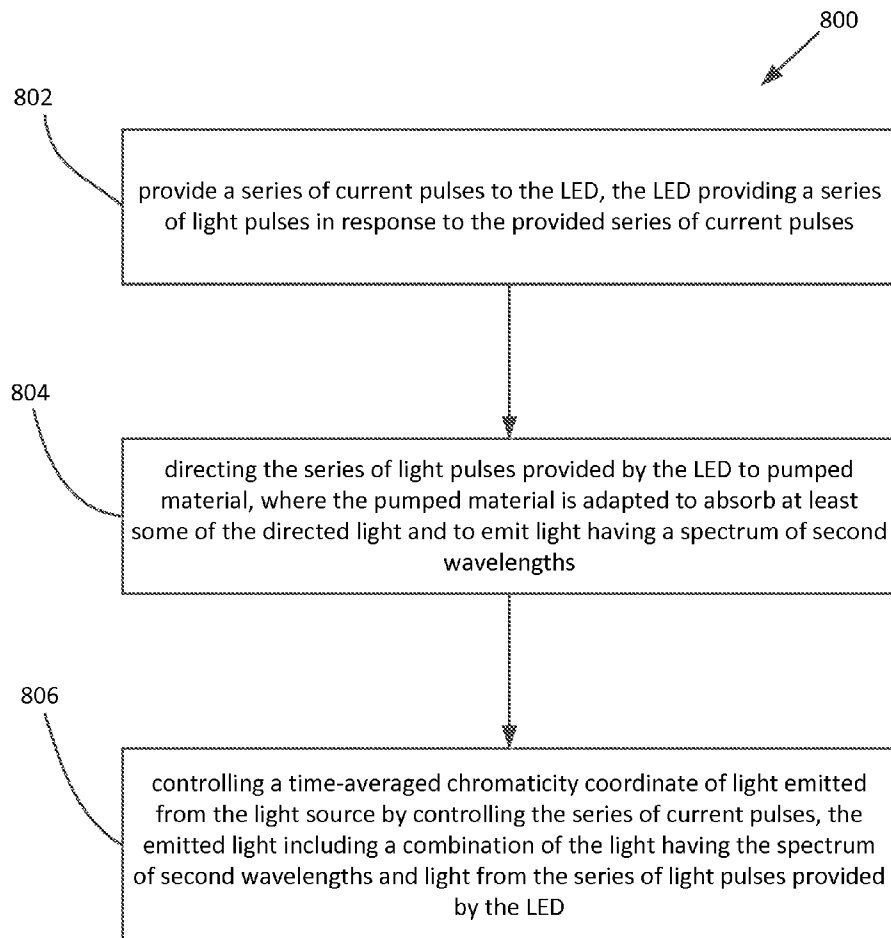 800
802
provide a series of current pulses to the LED, the LED providing a series
of light pulses in response to the provided series of current pulses
804
directing the series of light pulses provided by the LED to pumped
material, where the pumped material is adapted to absorb at least
some of the directed light and to emit light having a spectrum of second
wavelengths
806
controlling a time-averaged chromaticity coordinate of light emitted
from the light source by controlling the series of current pulses, the
emitted light including a combination of the light having the spectrum
of second wavelengths and light from the series of light pulses provided
by the LED